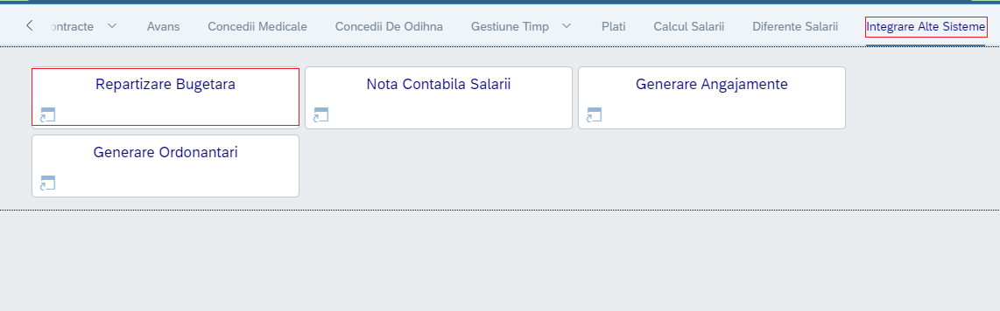 Avans Concedii Medicale Concedii De Odihna Gestiune Timp Plati Calcul Salarii Diferente Salarii Integrare Alte Sisteme
Repartizare Bugetara Nota Contabila Salarii Generare Angajamente
Generare Ordonantari